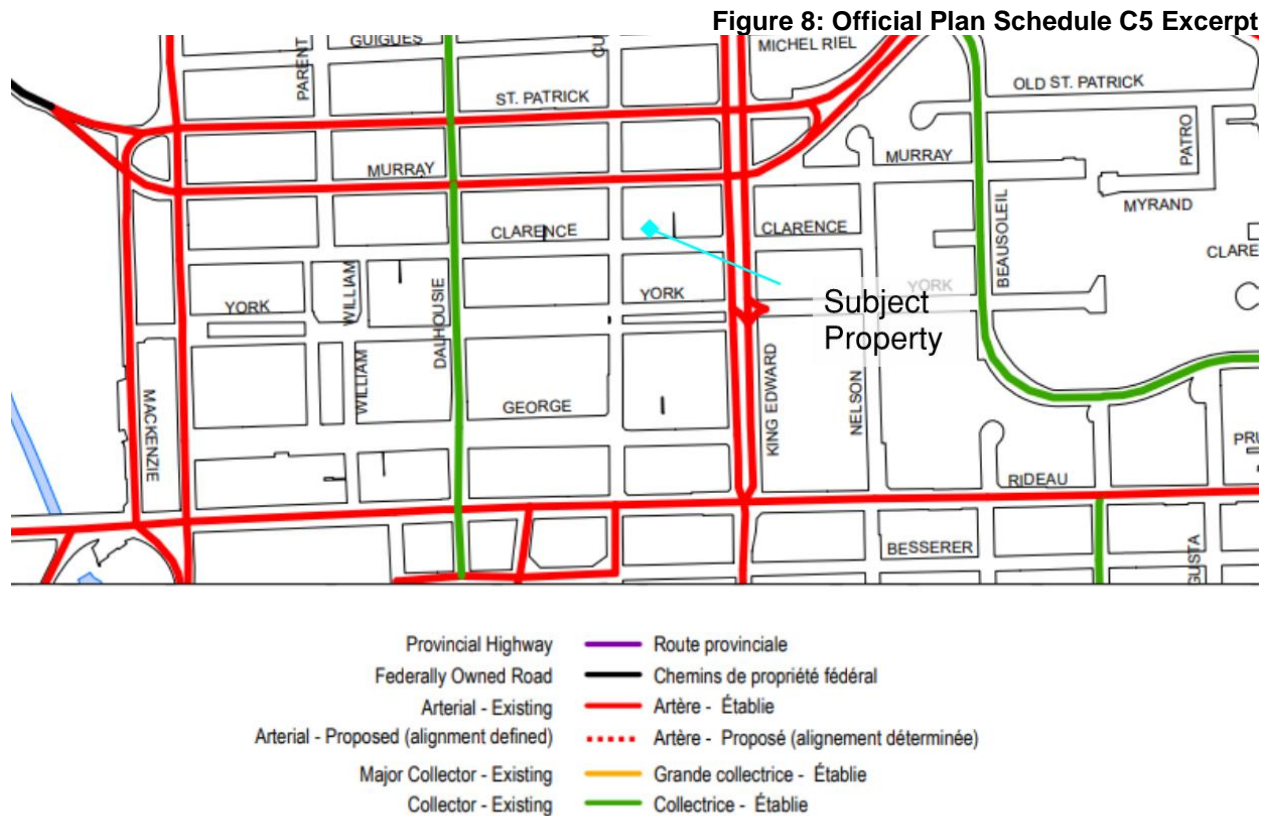 Figure 8: Official Plan Schedule C5 Excerpt
GUIGUES
PARENT
CU
MICHEL RIEL
ST. PATRICK
OLD ST. PATRICK
PATRO
MURRAY
MURRAY
MYRAND
CLARENCE
CLARENCE
BEAUSOLEIL
CLARE
YORK
WILLIAM
YORK
YORK
Subject
Property
DALHOUSIE
WILLIAM
MACKENZIE
GEORGE
KING EDWARD
NELSON
PRU
RIDEAU
BESSERER
GUSTA
Provincial Highway Route provinciale
Federally Owned Road Chemins de propriété fédéral
Arterial - Existing Artère - Établie
Arterial - Proposed (alignment defined) Artère - Proposé (alignement déterminée)
Major Collector - Existing Grande collectrice - Établie
Collector - Existing Collectrice - Établie